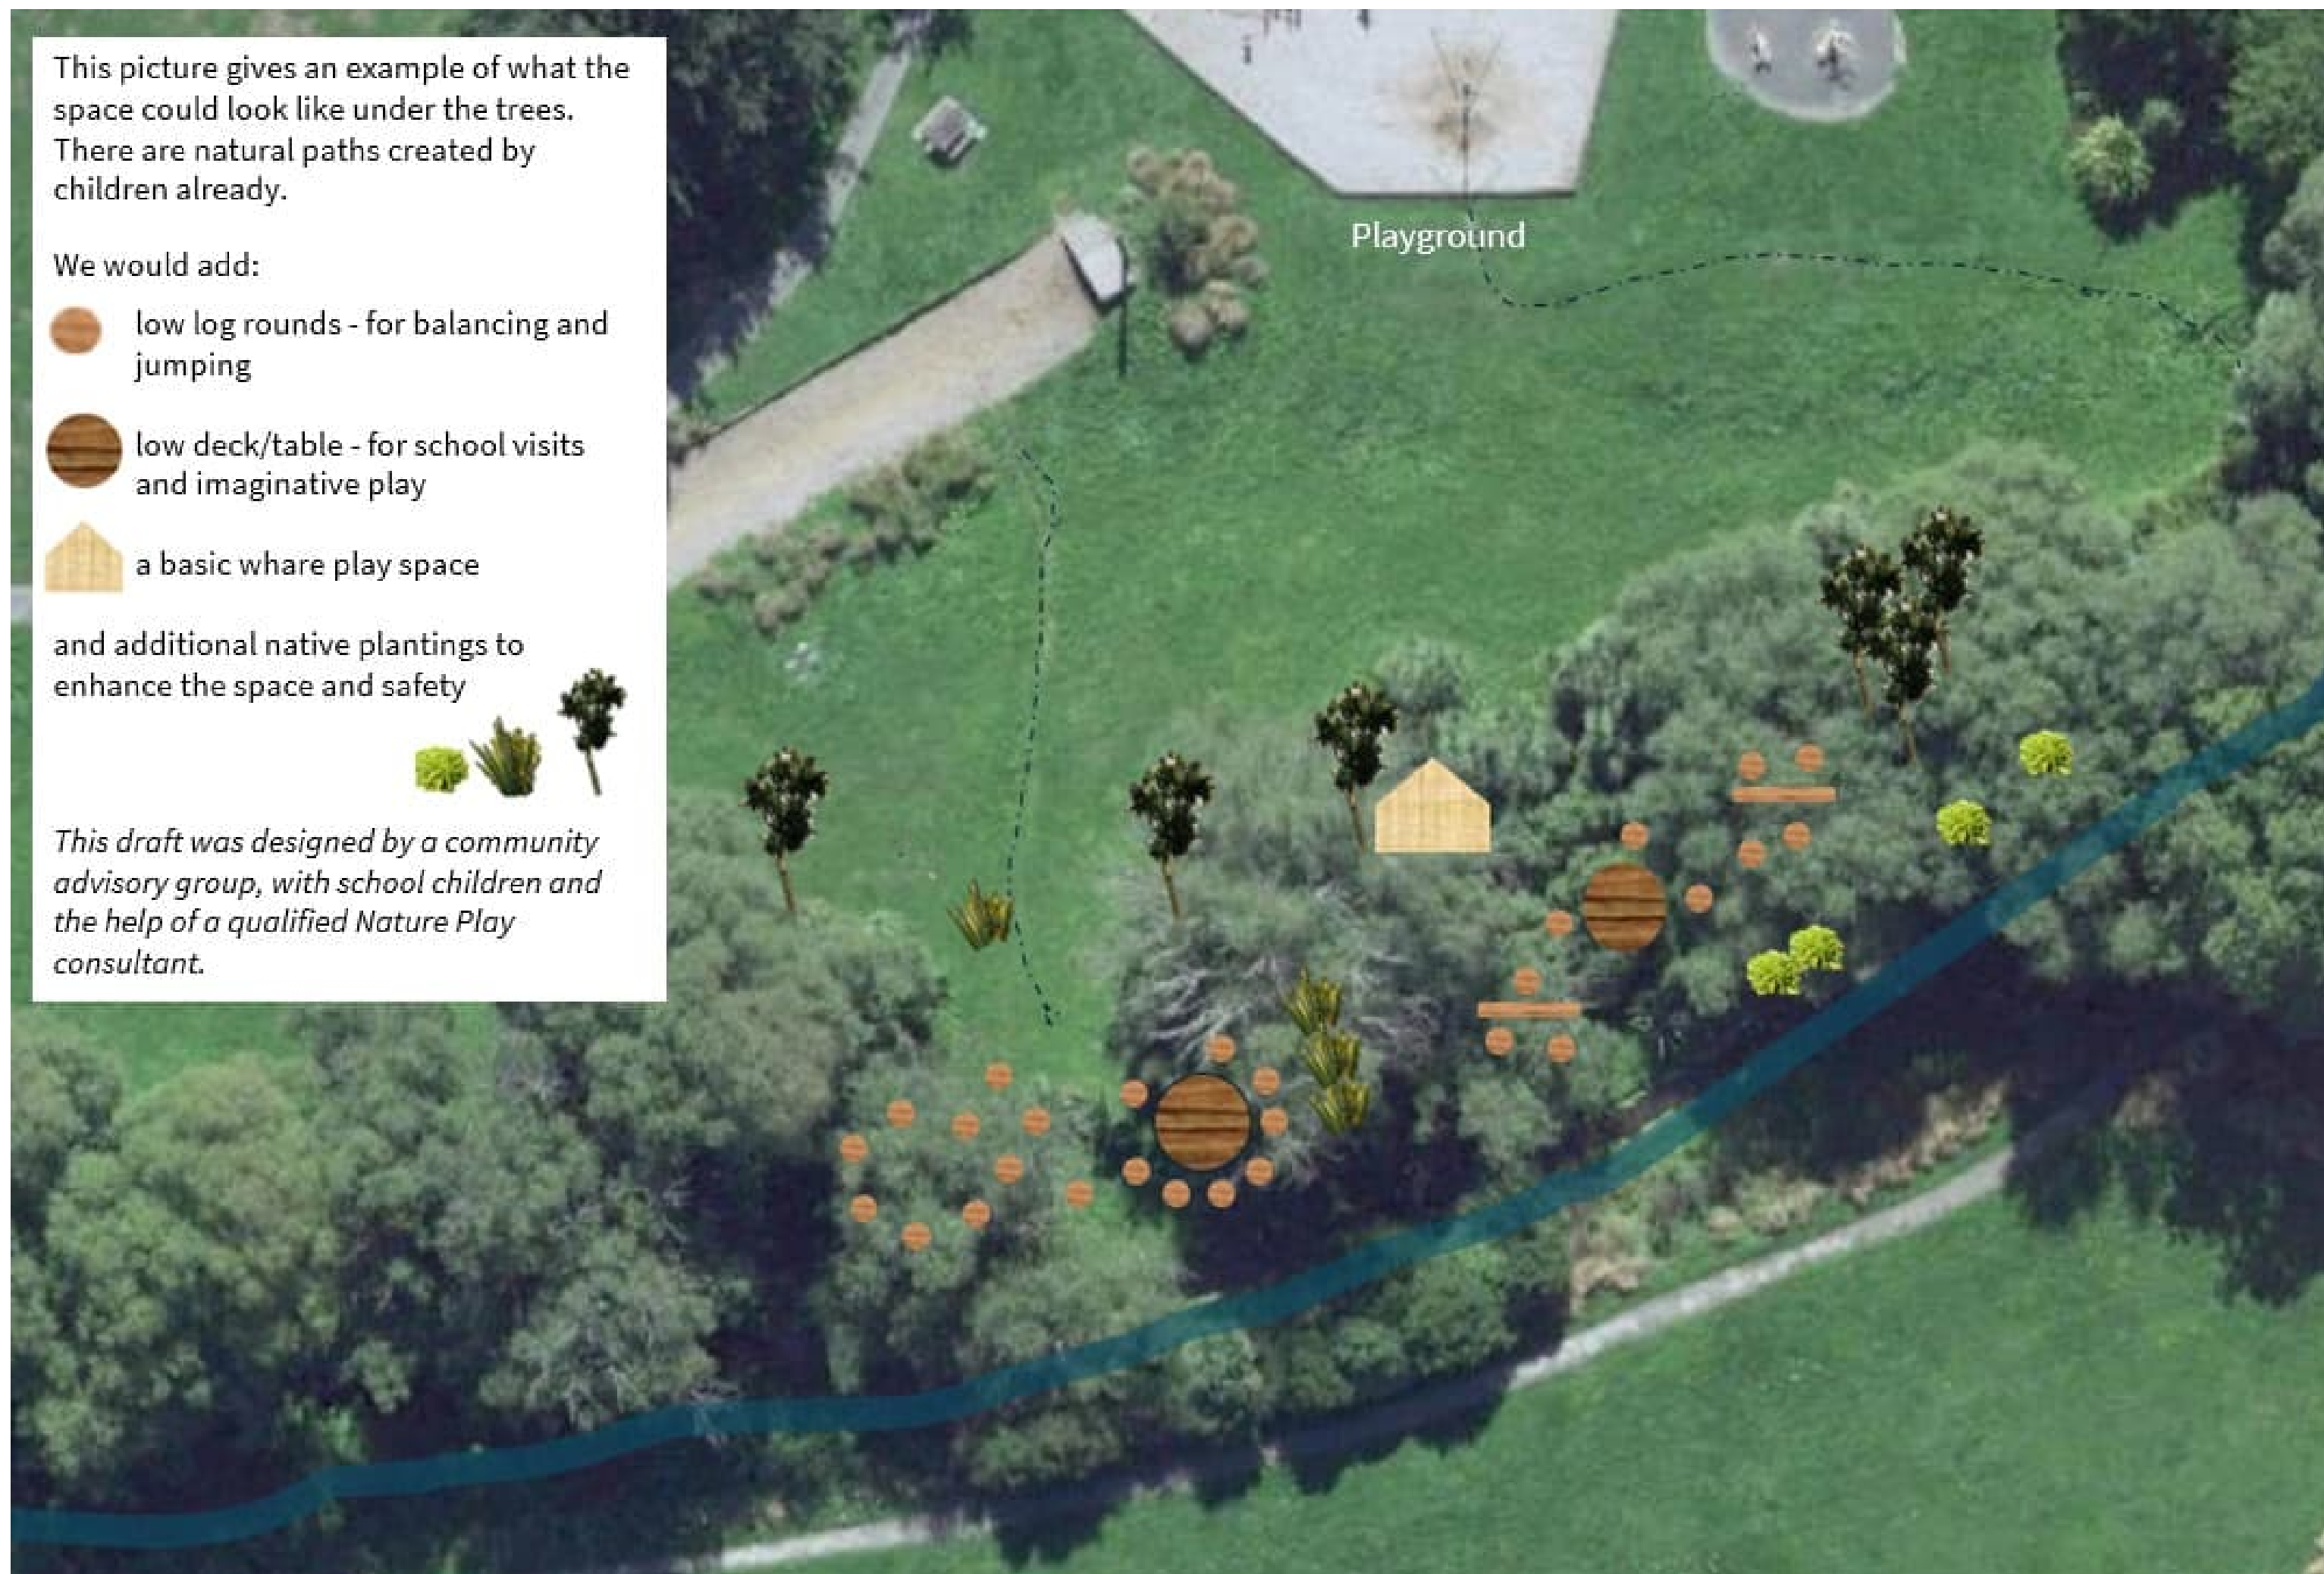 This picture gives an example of what the
space could look like under the trees.
There are natural paths created by
children already.
We would add:
low log rounds - for balancing and
jumping
low deck/table - for school visits
and imaginative play
a basic whare play space
and additional native plantings to
enhance the space and safety
This draft was designed by a community
advisory group, with school children and
the help of a qualified Nature Play
consultant.
Playground